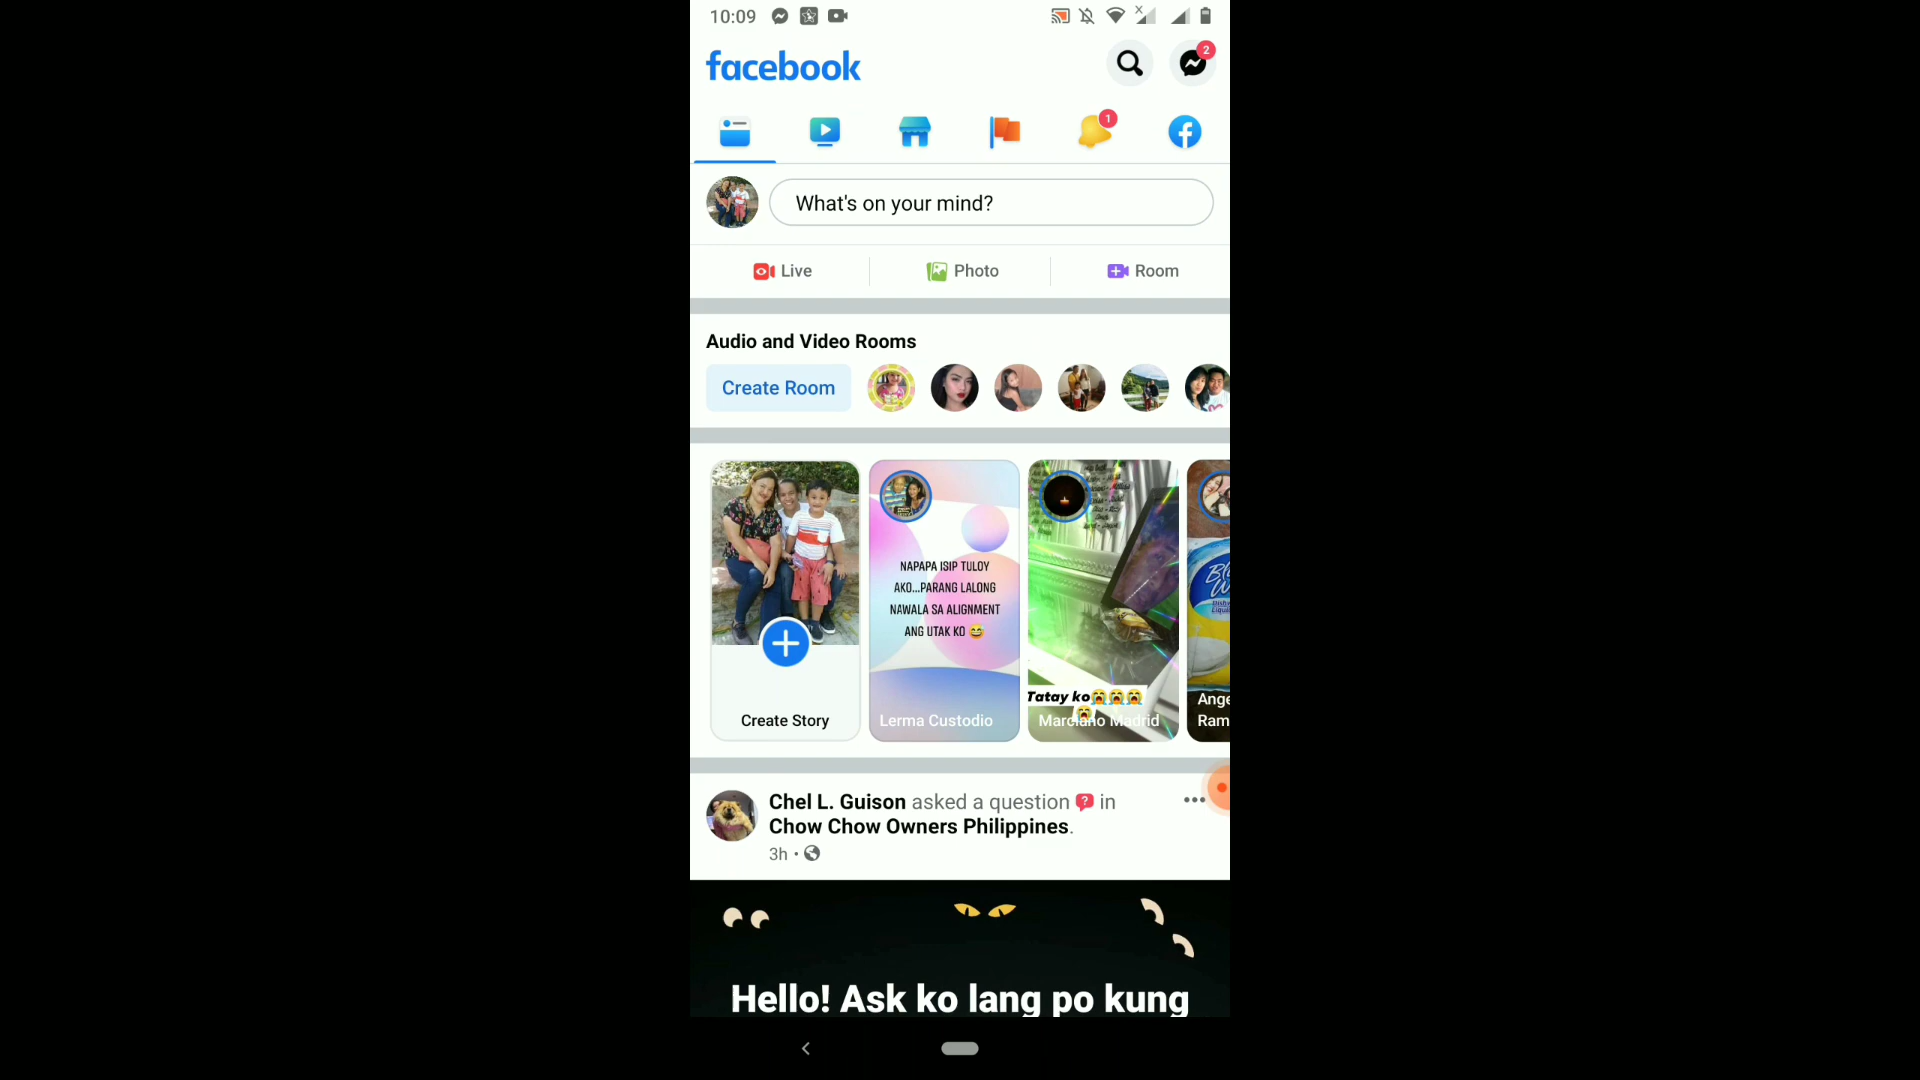 10:09
facebook
2
1
What's on your mind?
Live
Photo
Room
Audio and Video Rooms
Create Room
NAPAPA ISIP TULOY
AKO...PARANG LALONG
NAWALA SA ALIGNMENT
ANG UTAK KO 😅
Tatay ko😭😭😭
😭
Create Story
Lerma Custodio
Marciano Madrid
Ange
Ram
Chel L. Guison asked a question in
Chow Chow Owners Philippines.
3h
Hello! Ask ko lang po kung